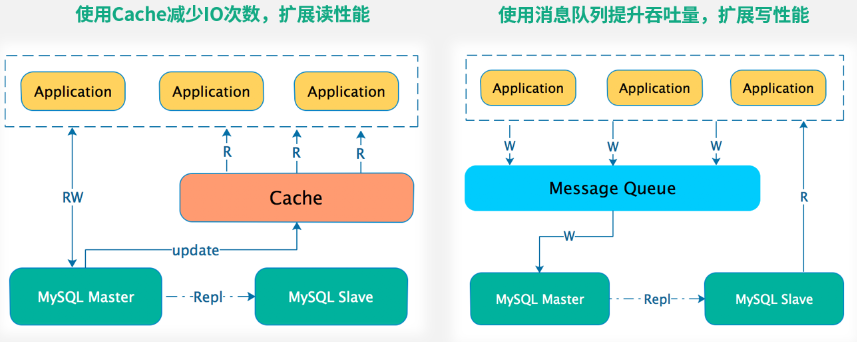 使用Cache减少IO次数，扩展读性能
Application
Application
Application
R
R
R
RW
Cache
update
MySQL Master
Repl
MySQL Slave
使用消息队列提升吞吐量，扩展写性能
Application
Application
Application
W
W
W
Message Queue
R
W
MySQL Master
Repl
MySQL Slave